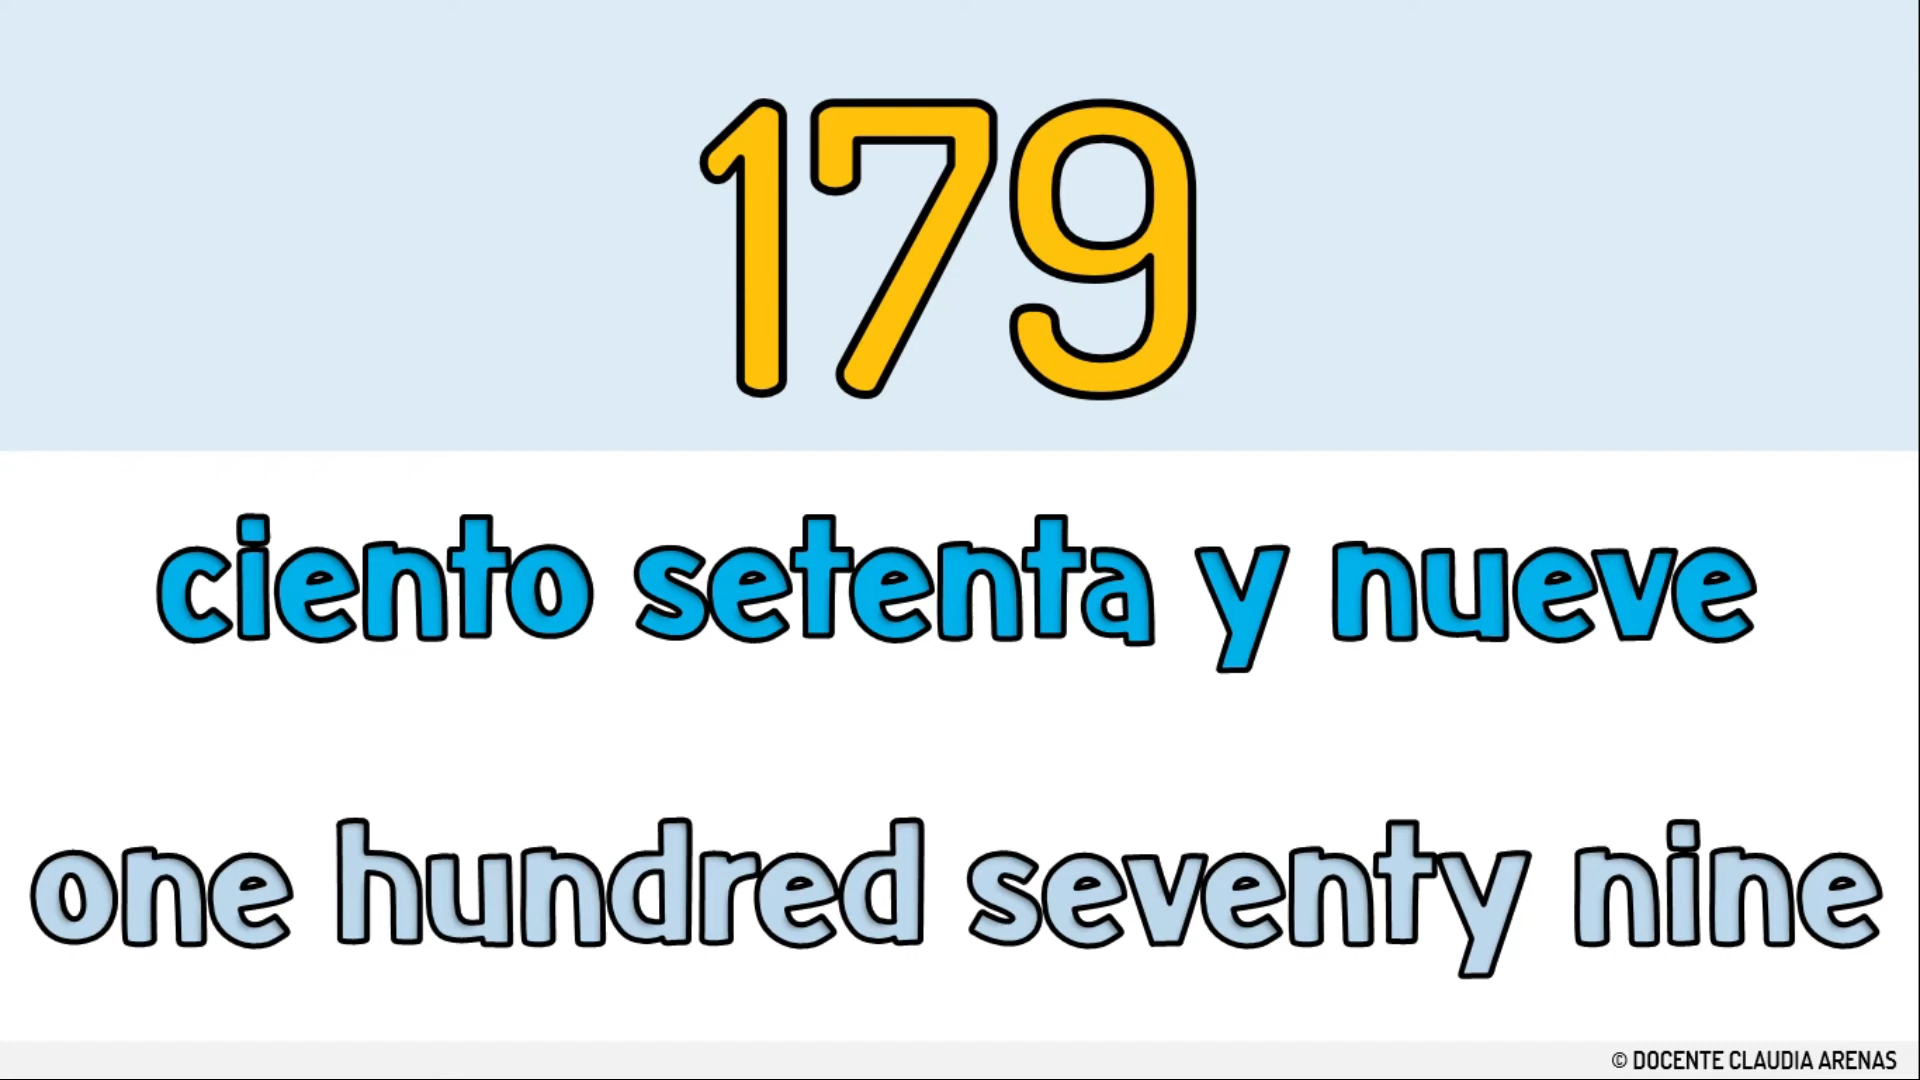 179
ciento setenta y nueve
one hundred seventy nine
© DOCENTE CLAUDIA ARENAS